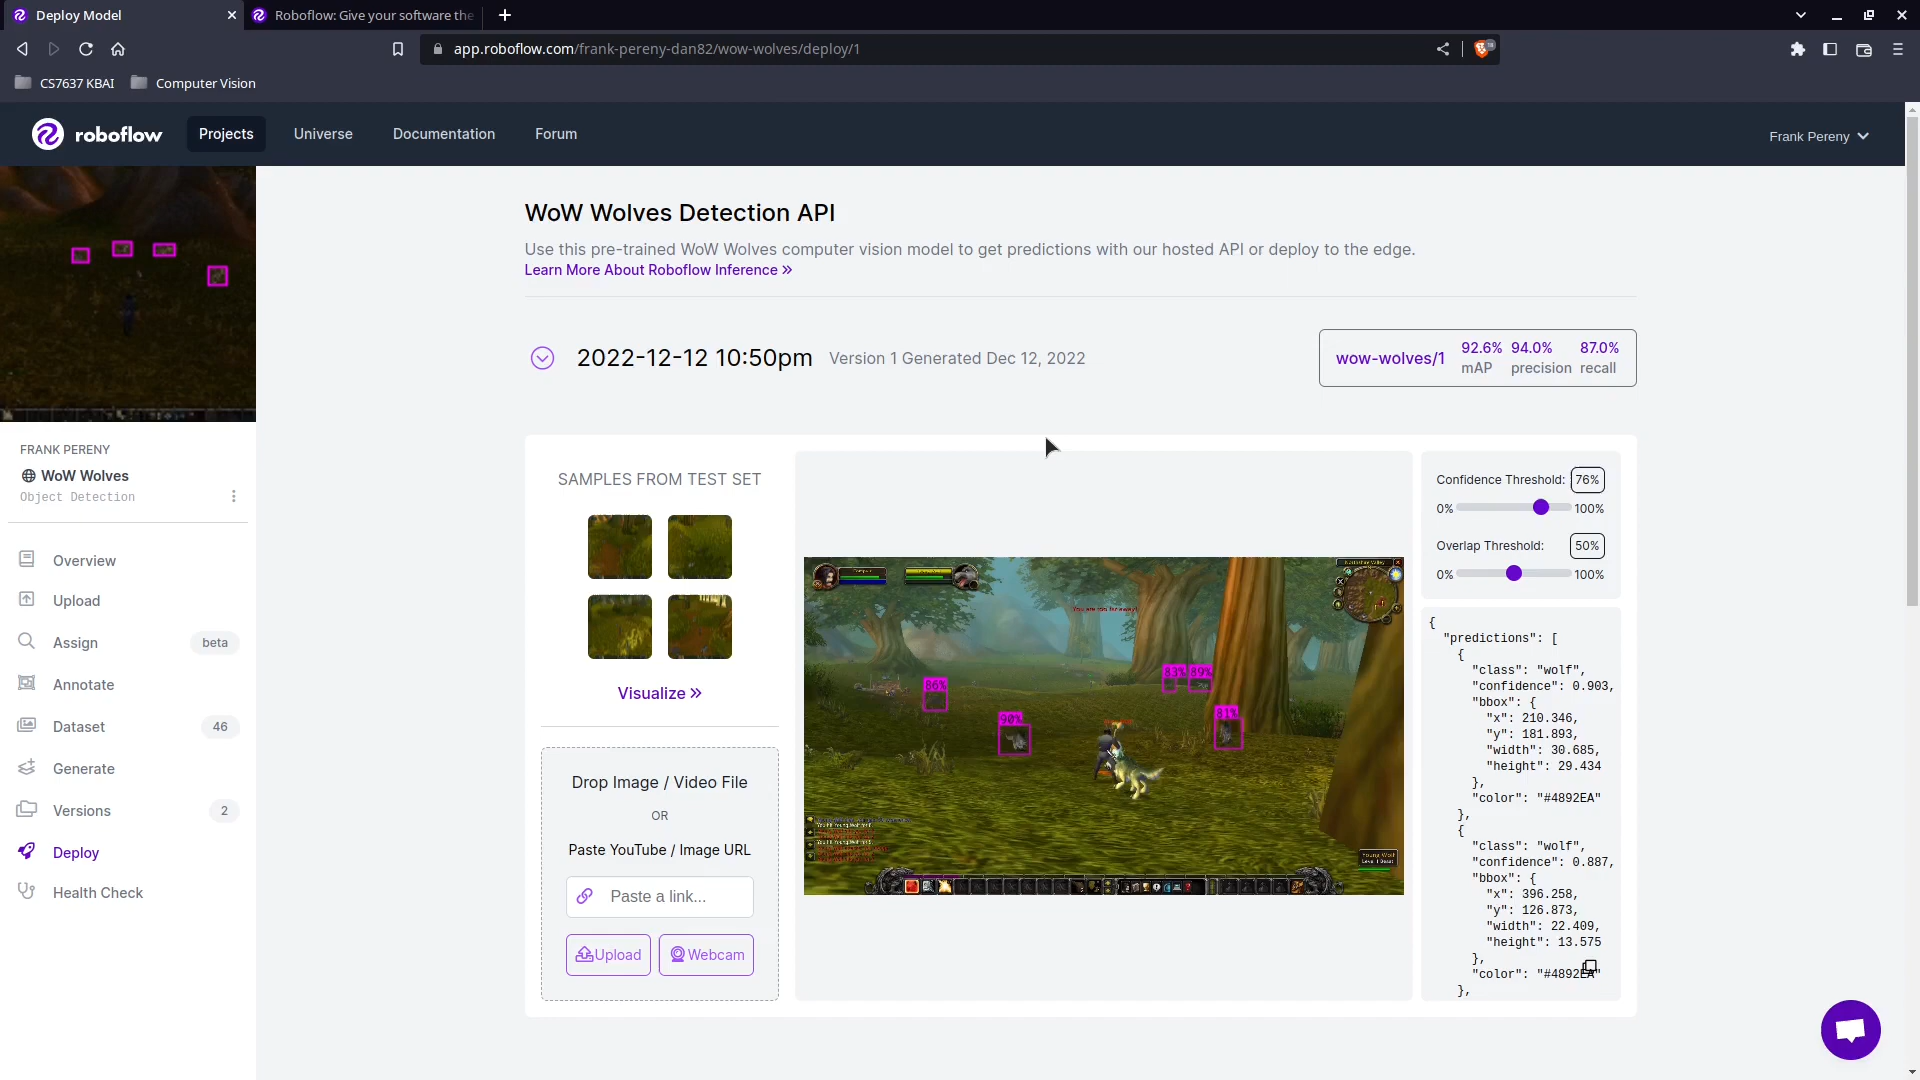 Deploy Model
Roboflow: Give your software the
app.roboflow.com/frank-pereny-dan82/wow-wolves/deploy/1
CS7637 KBAI
Computer Vision
roboflow
Projects
Universe
Documentation
Forum
Frank Pereny
FRANK PERENY
WoW Wolves
Object Detection
Overview
Upload
Assign
beta
Annotate
Dataset
46
Generate
Versions
2
Deploy
Health Check
WoW Wolves Detection API
Use this pre-trained WoW Wolves computer vision model to get predictions with our hosted API or deploy to the edge.
Learn More About Roboflow Inference »
2022-12-12 10:50pm
Version 1 Generated Dec 12, 2022
wow-wolves/1
92.6% 94.0% 87.0%
mAP precision recall
SAMPLES FROM TEST SET
Visualize »
Drop Image / Video File
OR
Paste YouTube / Image URL
Paste a link...
Upload
Webcam
You are too far away!
86%
90%
83%
89%
81%
Young Wolf
Confidence Threshold: 76%
0% 100%
Overlap Threshold: 50%
0% 100%
{
"predictions": [
{
"class": "wolf",
"confidence": 0.903,
"bbox": {
"x": 210.346,
"y": 181.893,
"width": 30.685,
"height": 29.434
},
"color": "#4892EA"
},
{
"class": "wolf",
"confidence": 0.887,
"bbox": {
"x": 396.258,
"y": 126.873,
"width": 22.409,
"height": 13.575
},
"color": "#4892EA"
},